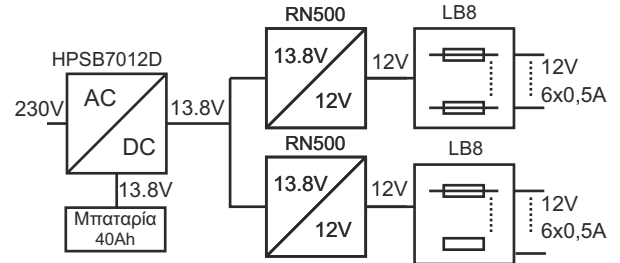 RN500
LB8
HPSB7012D
13.8V
12V
12V
12V
6x0,5A
230V
AC
DC
13.8V
RN500
LB8
13.8V
12V
12V
12V
6x0,5A
13.8V
Μπαταρία
40Ah